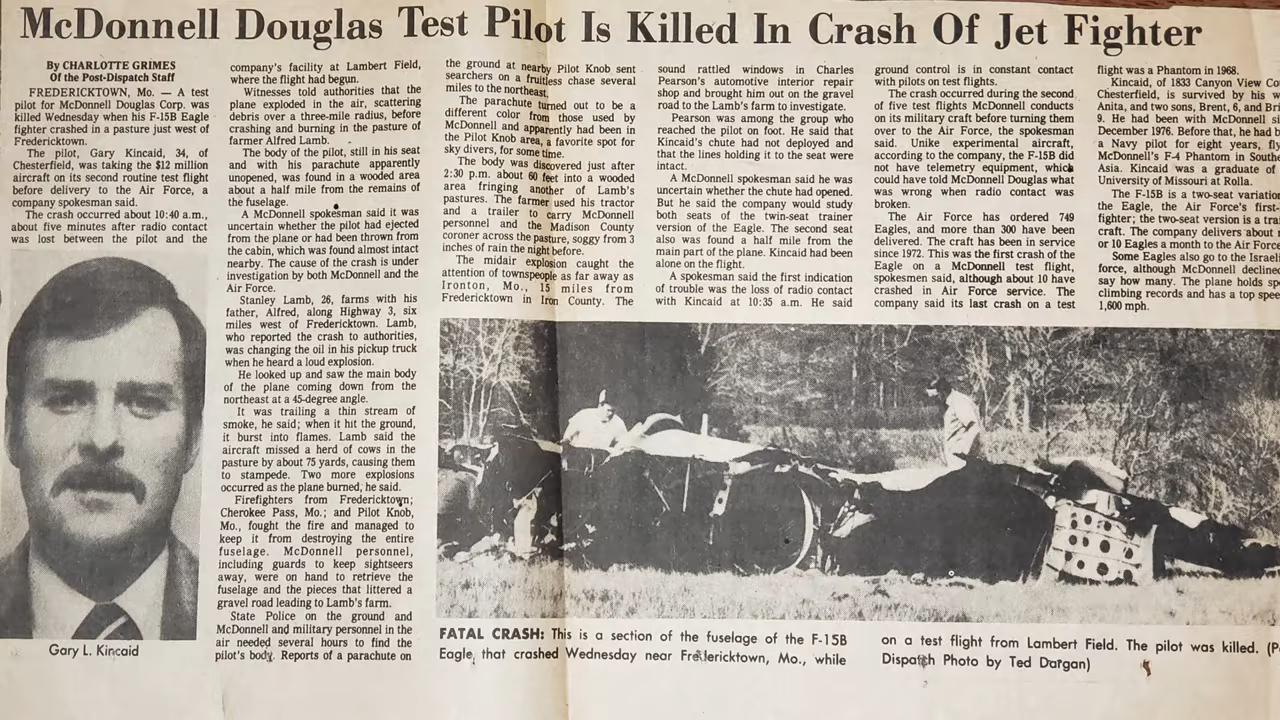 McDonnell Douglas Test Pilot Is Killed In Crash Of Jet Fighter
By CHARLOTTE GRIMES
Of the Post-Dispatch Staff
FREDERICKTOWN, Mo. — A test
pilot for McDonnell Douglas Corp. was
killed Wednesday when his F-15B Eagle
fighter crashed in a pasture just west of
Fredericktown.
The pilot, Gary Kincaid, 34, of
Chesterfield, was taking the $12 million
aircraft on its second routine test flight
before delivery to the Air Force, a
company spokesman said.
The crash occurred about 10:40 a.m.,
about five minutes after radio contact
was lost between the pilot and the
Gary L. Kincaid
company's facility at Lambert Field,
where the flight had begun.
Witnesses told authorities that the
plane exploded in the air, scattering
debris over a three-mile radius, before
crashing and burning in the pasture of
farmer Alfred Lamb.
The body of the pilot, still in his seat
and with his parachute apparently
unopened, was found in a wooded area
about a half mile from the remains of
the fuselage.
A McDonnell spokesman said it was
uncertain whether the pilot had ejected
from the plane or had been thrown from
the cabin, which was found almost intact
nearby. The cause of the crash is under
investigation by both McDonnell and the
Air Force.
Stanley Lamb, 26, farms with his
father, Alfred, along Highway 3, six
miles west of Fredericktown. Lamb,
who reported the crash to authorities,
was changing the oil in his pickup truck
when he heard a loud explosion.
He looked up and saw the main body
of the plane coming down from the
northeast at a 45-degree angle.
It was trailing a thin stream of
smoke, he said; when it hit the ground,
it burst into flames. Lamb said the
aircraft missed a herd of cows in the
pasture by about 75 yards, causing them
to stampede. Two more explosions
occurred as the plane burned, he said.
Firefighters from Fredericktown;
Cherokee Pass, Mo.; and Pilot Knob,
Mo., fought the fire and managed to
keep it from destroying the entire
fuselage. McDonnell personnel,
including guards to keep sightseers
away, were on hand to retrieve the
fuselage and the pieces that littered a
gravel road leading to Lamb's farm.
State Police on the ground and
McDonnell and military personnel in the
air needed several hours to find the
pilot's body. Reports of a parachute on
the ground at nearby Pilot Knob sent
searchers on a fruitless chase several
miles to the northeast.
The parachute turned out to be a
different color from those used by
McDonnell and apparently had been in
the Pilot Knob area, a favorite spot for
sky divers, for some time.
The body was discovered just after
2:30 p.m. about 60 feet into a wooded
area fringing another of Lamb's
pastures. The farmer used his tractor
and a trailer to carry McDonnell
personnel and the Madison County
coroner across the pasture, soggy from 3
inches of rain the night before.
The midair explosion caught the
attention of townspeople as far away as
Ironton, Mo., 15 miles from
Fredericktown in Iron County. The
sound rattled windows in Charles
Pearson's automotive interior repair
shop and brought him out on the gravel
road to the Lamb's farm to investigate.
Pearson was among the group who
reached the pilot on foot. He said that
Kincaid's chute had not deployed and
that the lines holding it to the seat were
intact.
A McDonnell spokesman said he was
uncertain whether the chute had opened.
But he said the company would study
both seats of the twin-seat trainer
version of the Eagle. The second seat
also was found a half mile from the
main part of the plane. Kincaid had been
alone on the flight.
A spokesman said the first indication
of trouble was the loss of radio contact
with Kincaid at 10:35 a.m. He said
ground control is in constant contact
with pilots on test flights.
The crash occurred during the second
of five test flights McDonnell conducts
on its military craft before turning them
over to the Air Force, the spokesman
said. Unike experimental aircraft,
according to the company, the F-15B did
not have telemetry equipment, which
could have told McDonald Douglas what
was wrong when radio contact was
broken.
The Air Force has ordered 749
Eagles, and more than 300 have been
delivered. The craft has been in service
since 1972. This was the first crash of the
Eagle on a McDonnell test flight,
spokesmen said, although about 10 have
crashed in Air Force service. The
company said its last crash on a test
flight was a Phantom in 1968.
Kincaid, of 1833 Canyon View
Chesterfield, is survived by his
Anita, and two sons, Brent, 6, and
9. He had been with McDonnell
December 1976. Before that, he had
a Navy pilot for eight years,
McDonnell's F-4 Phantom in
Asia. Kincaid was a graduate of
University of Missouri at Rolla.
The F-15B is a two-seat
the Eagle, the Air Force's
fighter; the two-seat version is a
craft. The company delivers about
or 10 Eagles a month to the Air Force
Some Eagles also go to the Israeli
force, although McDonnell
say how many. The plane holds
climbing records and has a top
1,600 mph.
FATAL CRASH: This is a section of the fuselage of the F-15B
Eagle, that crashed Wednesday near Fredericktown, Mo., while
on a test flight from Lambert Field. The pilot was killed.
Dispatch Photo by Ted Dargan)